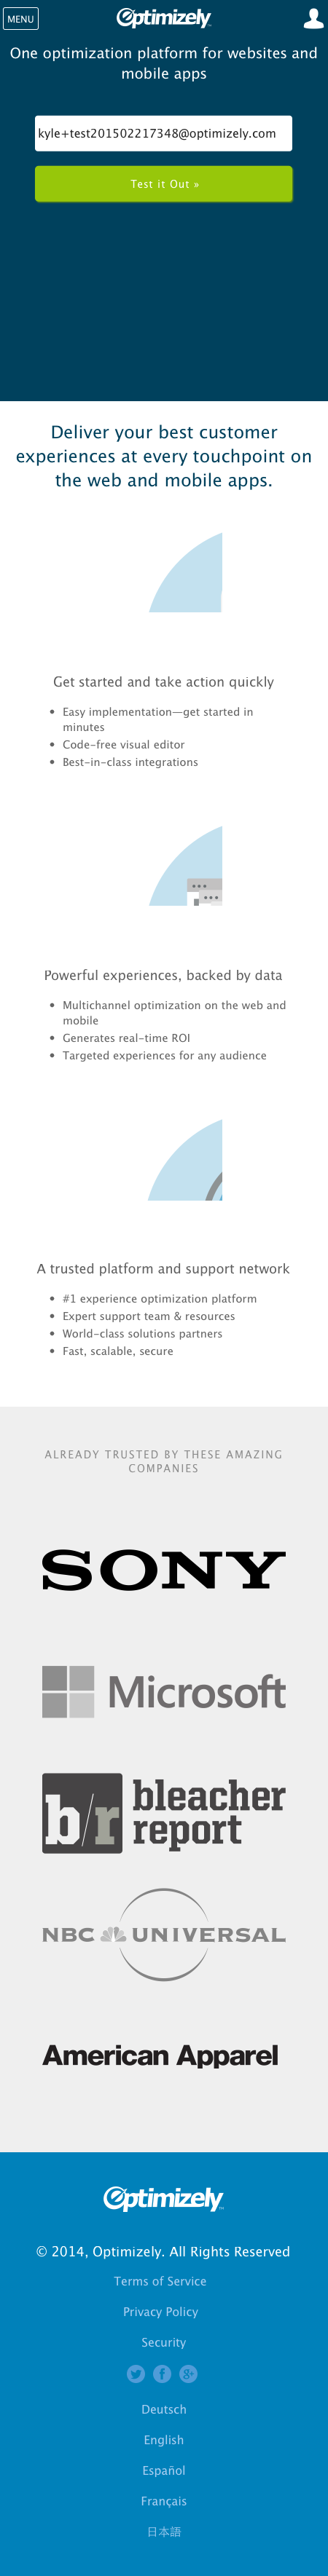 MENU
Optimizely
One optimization platform for websites and
mobile apps
kyle+test201502217348@optimizely.com
Test it Out »
Deliver your best customer
experiences at every touchpoint on
the web and mobile apps.
Get started and take action quickly
• Easy implementation—get started in
minutes
• Code-free visual editor
• Best-in-class integrations
Powerful experiences, backed by data
• Multichannel optimization on the web and
mobile
• Generates real-time ROI
• Targeted experiences for any audience
A trusted platform and support network
• #1 experience optimization platform
• Expert support team & resources
• World-class solutions partners
• Fast, scalable, secure
ALREADY TRUSTED BY THESE AMAZING
COMPANIES
SONY
Microsoft
b/r bleacher
report
NBC UNIVERSAL
American Apparel
Optimizely
© 2014, Optimizely. All Rights Reserved
Terms of Service
Privacy Policy
Security
Deutsch
English
Español
Français
日本語